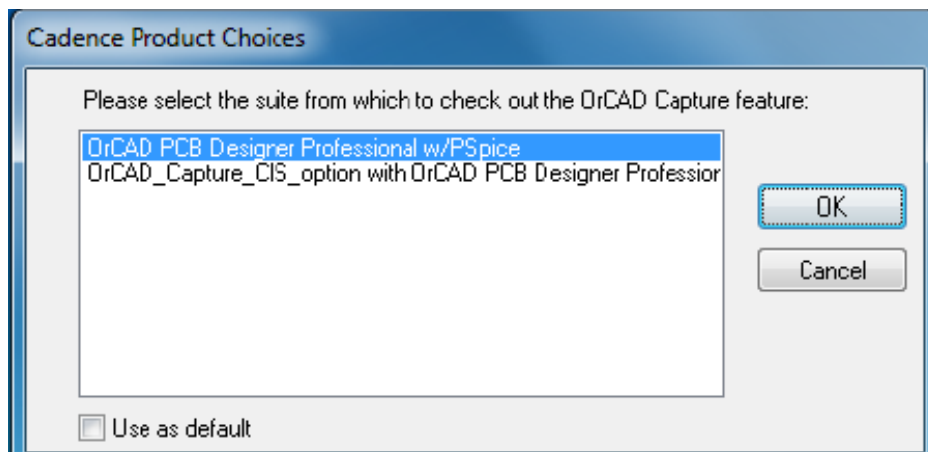 Cadence Product Choices
Please select the suite from which to check out the OrCAD Capture feature:
OrCAD PCB Designer Professional w/PSpice
OrCAD_Capture_CIS_option with OrCAD PCB Designer Profession
OK
Cancel
Use as default